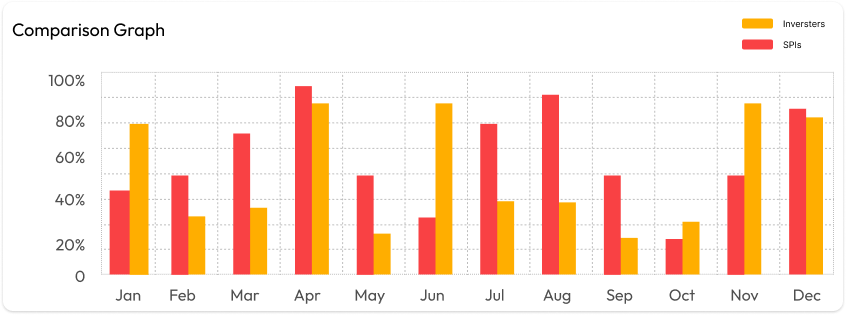 Comparison Graph
Inversters
SPIs
100%
80%
60%
40%
20%
0
Jan Feb Mar Apr May Jun Jul Aug Sep Oct Nov Dec